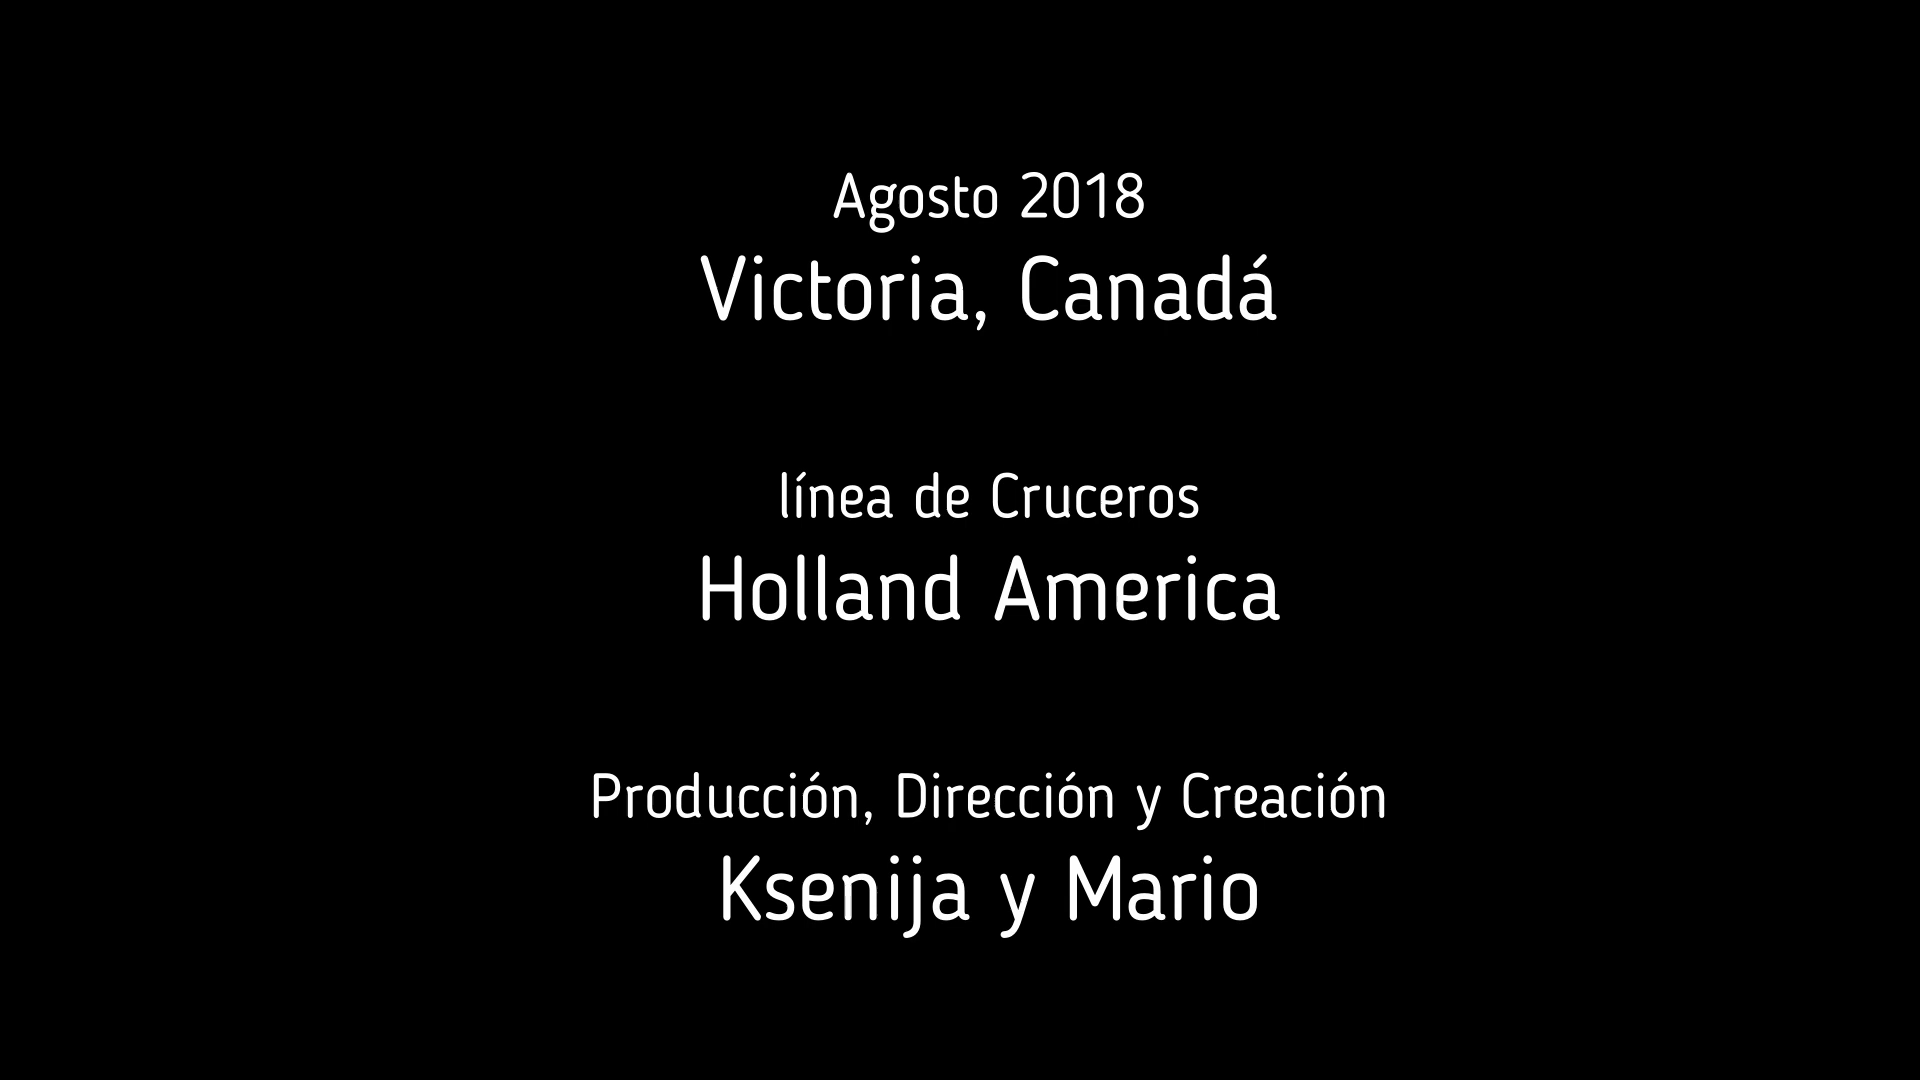 Agosto 2018
Victoria, Canadá
línea de Cruceros
Holland America
Producción, Dirección y Creación
Ksenija y Mario